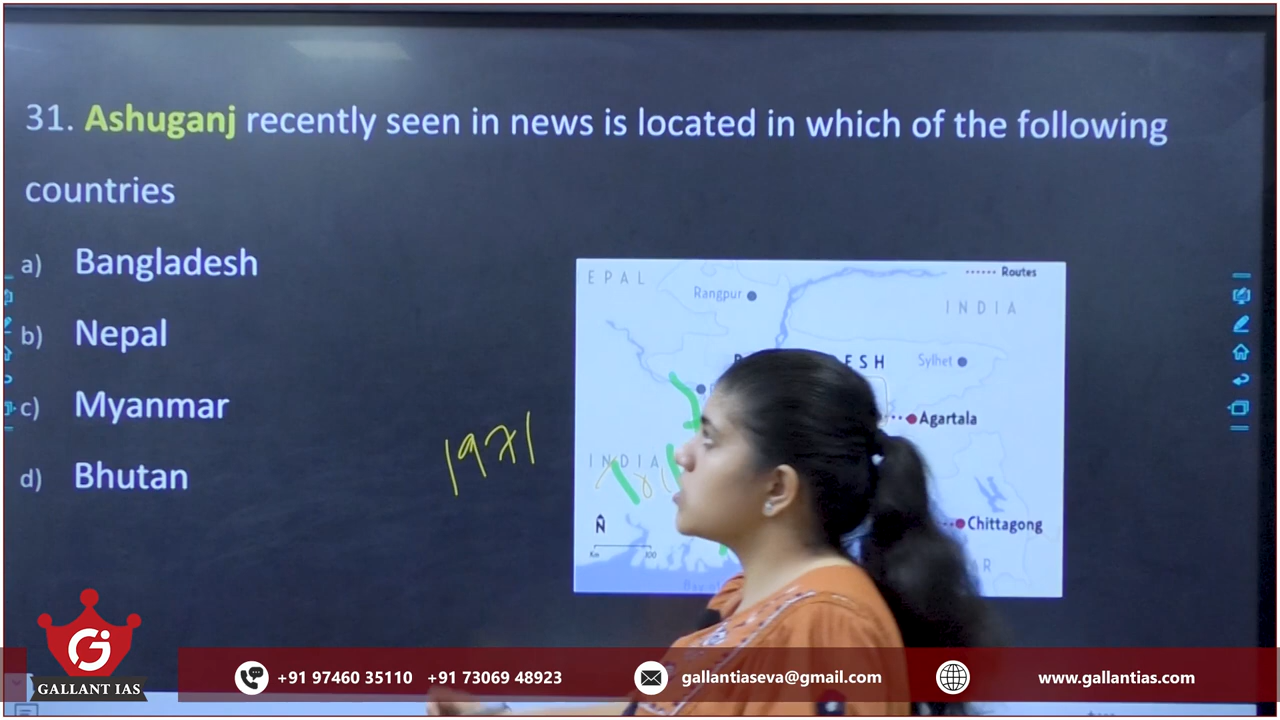 31. Ashuganj recently seen in news is located in which of the following
countries
a) Bangladesh
b) Nepal
c) Myanmar
d) Bhutan
1971
EPAL
Routes
Rangpur
INDIA
ESH
Sylhet
Agartala
INDIA
N
Km 300
Chittagong
AR
GALLANT IAS
+91 97460 35110 +91 73069 48923
gallantiaseva@gmail.com
www.gallantias.com